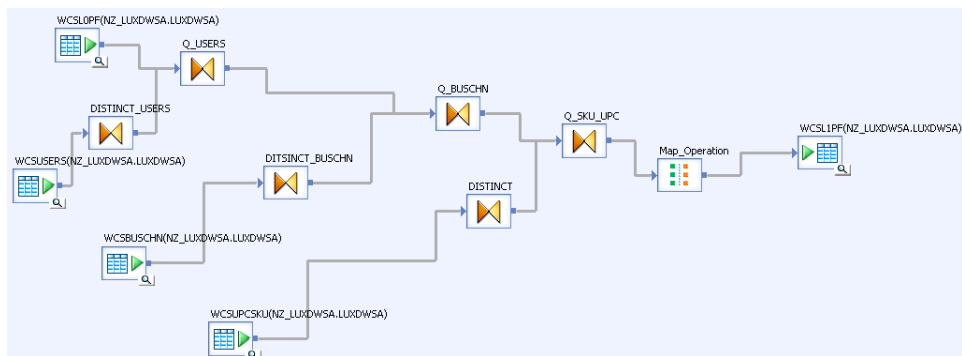 WCSL0PF(NZ_LUXDWSA.LUXDWSA)
Q_USERS
DISTINCT_USERS
WCSUSERS(NZ_LUXDWSA.LUXDWSA)
Q_BUSCHN
DITSINCT_BUSCHN
WCSBUSCHN(NZ_LUXDWSA.LUXDWSA)
Q_SKU_UPC
DISTINCT
WCSUPCSKU(NZ_LUXDWSA.LUXDWSA)
Map_Operation
WCSL1PF(NZ_LUXDWSA.LUXDWSA)